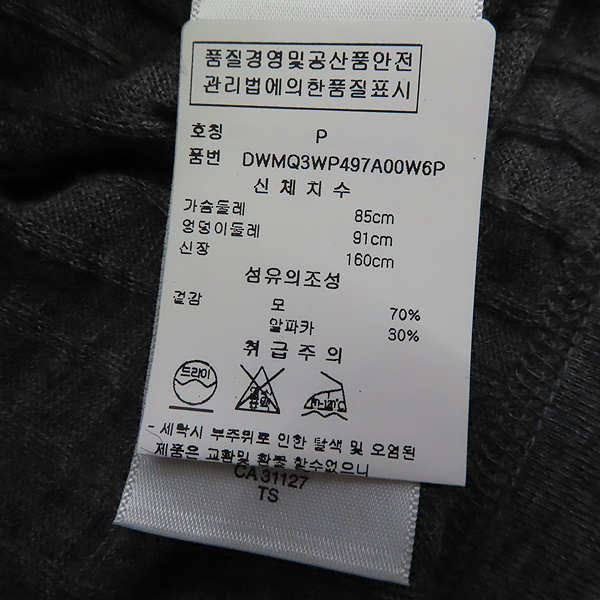 품질경영및공산품안전
관리법에의한품질표시
호칭 P
품번 DWMQ3WP497A00W6P
신체치수
가슴둘레 85cm
엉덩이둘레 91cm
신장 160cm
섬유의조성
겉감 모 70%
알파카 30%
취급주의
드라이
- 세탁시 부주위로 인한 탈색 및 오염된
제품은 교환및 환불 할수없으니
CA 31127
TS